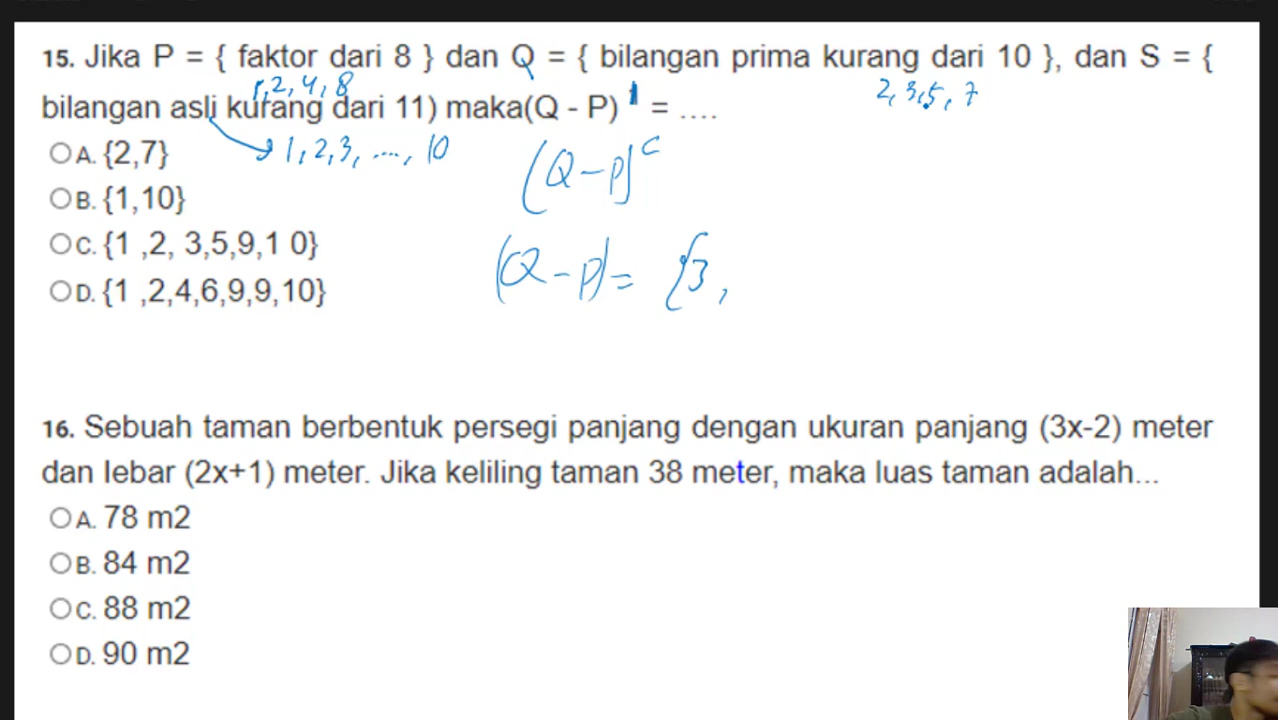 15. Jika P = { faktor dari 8 } dan Q = { bilangan prima kurang dari 10 }, dan S = {
1, 2, 4, 8
2, 3, 5, 7
bilangan asli kurang dari 11) maka(Q - P) ' = ....
A. {2,7}
→ 1, 2, 3, ..., 10
(Q-P)ᶜ
B. {1,10}
C. {1 ,2, 3,5,9,1 0}
(Q-P) = {3,
D. {1 ,2,4,6,9,9,10}
16. Sebuah taman berbentuk persegi panjang dengan ukuran panjang (3x-2) meter
dan lebar (2x+1) meter. Jika keliling taman 38 meter, maka luas taman adalah...
A. 78 m2
B. 84 m2
C. 88 m2
D. 90 m2